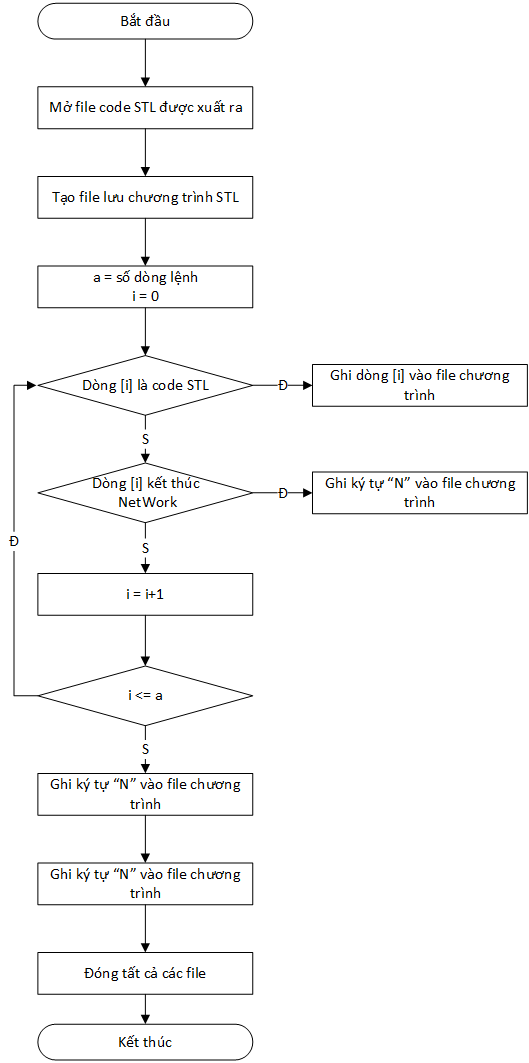 Bắt đầu
Mở file code STL được xuất ra
Tạo file lưu chương trình STL
a = số dòng lệnh
i = 0
Dòng [i] là code STL
Đ
Ghi dòng [i] vào file chương
trình
S
Dòng [i] kết thúc
NetWork
Đ
Ghi ký tự “N” vào file chương
trình
Đ
S
i = i+1
i <= a
S
Ghi ký tự “N” vào file chương
trình
Ghi ký tự “N” vào file chương
trình
Đóng tất cả các file
Kết thúc